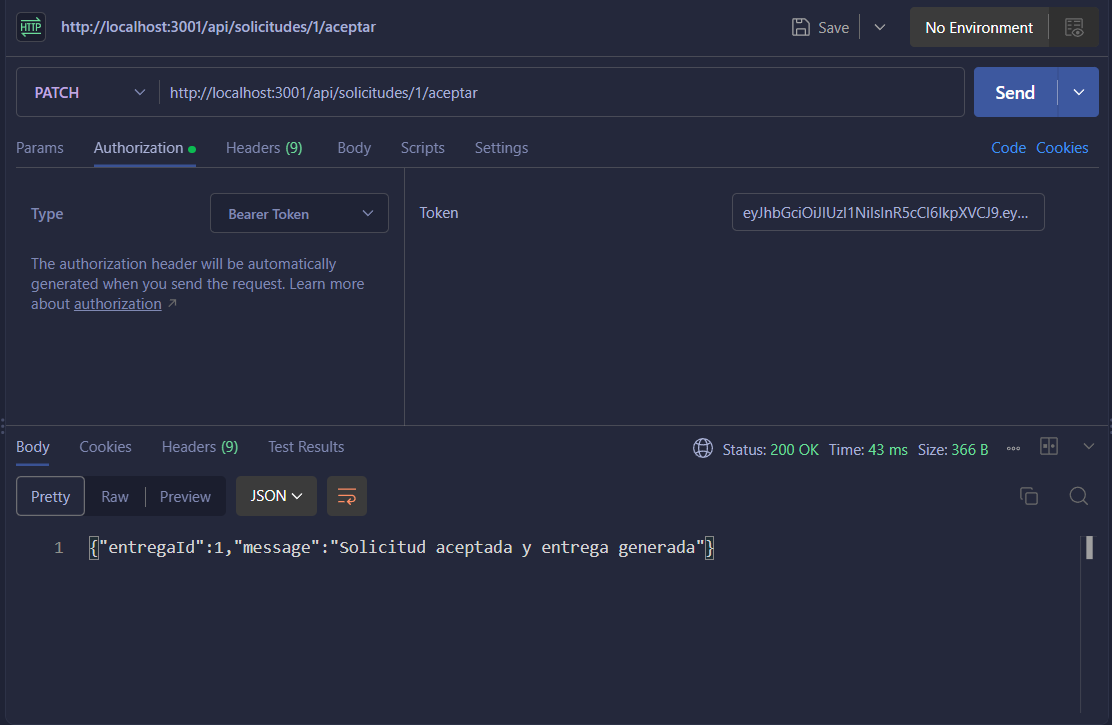 HTTP http://localhost:3001/api/solicitudes/1/aceptar Save No Environment
PATCH http://localhost:3001/api/solicitudes/1/aceptar Send
Params Authorization Headers (9) Body Scripts Settings Code Cookies
Type Bearer Token Token eyJhbGciOiJIUzI1NiIsInR5cCI6IkpXVCJ9.ey...
The authorization header will be automatically
generated when you send the request. Learn more
about authorization ↗
Body Cookies Headers (9) Test Results Status: 200 OK Time: 43 ms Size: 366 B
Pretty Raw Preview JSON
1 {"entregaId":1,"message":"Solicitud aceptada y entrega generada"}